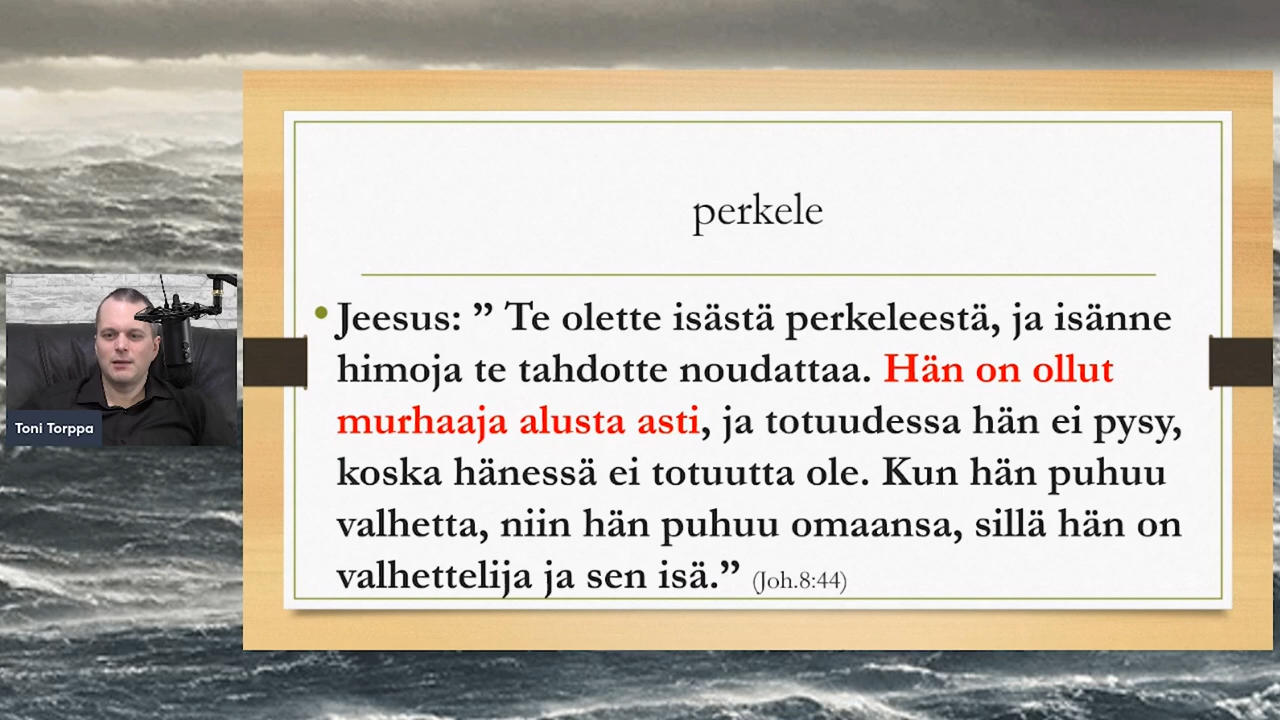 perkele
• Jeesus: ” Te olette isästä perkeleestä, ja isänne
himoja te tahdotte noudattaa. Hän on ollut
murhaaja alusta asti, ja totuudessa hän ei pysy,
koska hänessä ei totuutta ole. Kun hän puhuu
valhetta, niin hän puhuu omaansa, sillä hän on
valhettelija ja sen isä.” (Joh.8:44)
Toni Torppa